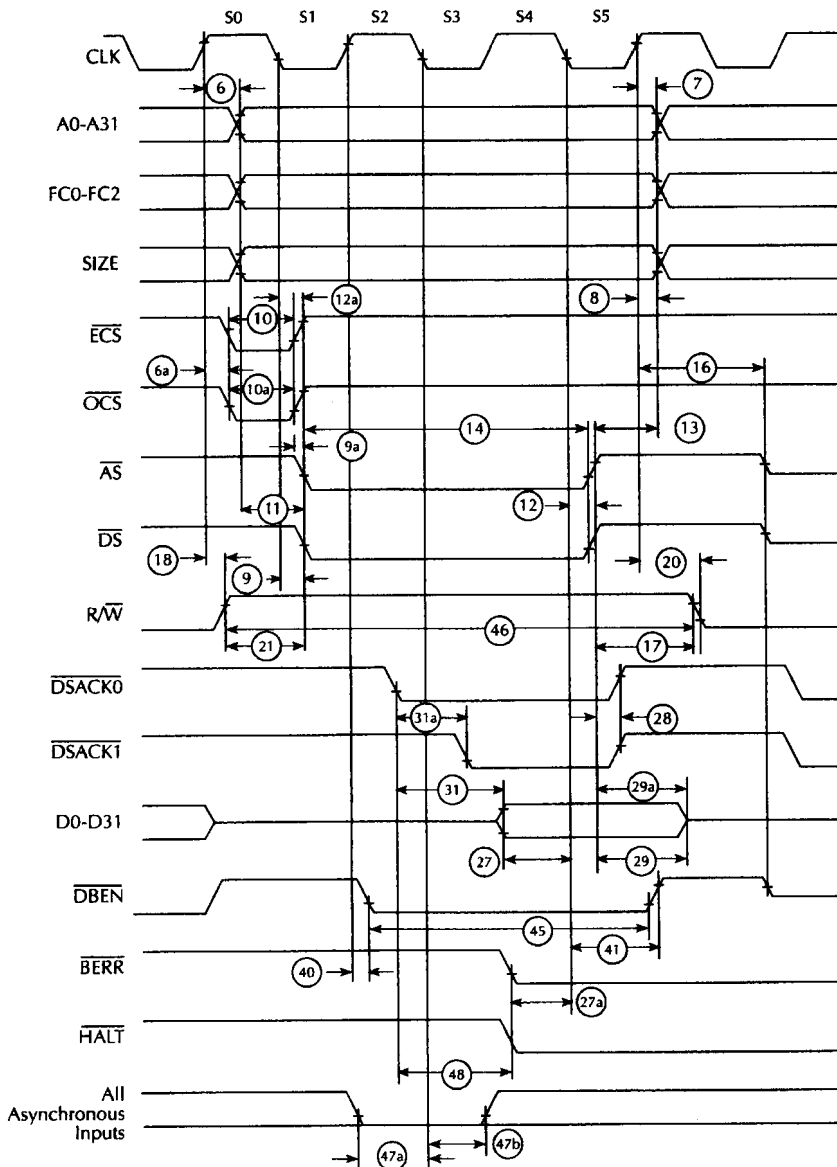 S0 S1 S2 S3 S4 S5
CLK
6 7
A0-A31
FC0-FC2
SIZE
12a 8
10
ECS
6a 16
10a
OCS
14 13
9a
AS
11 12
DS
18 9 20
R/W
46
21 17
DSACK0
31a 28
DSACK1
31 29a
D0-D31
27 29
DBEN
45
41
40
BERR
27a
HALT
48
All
Asynchronous
Inputs
47a 47b